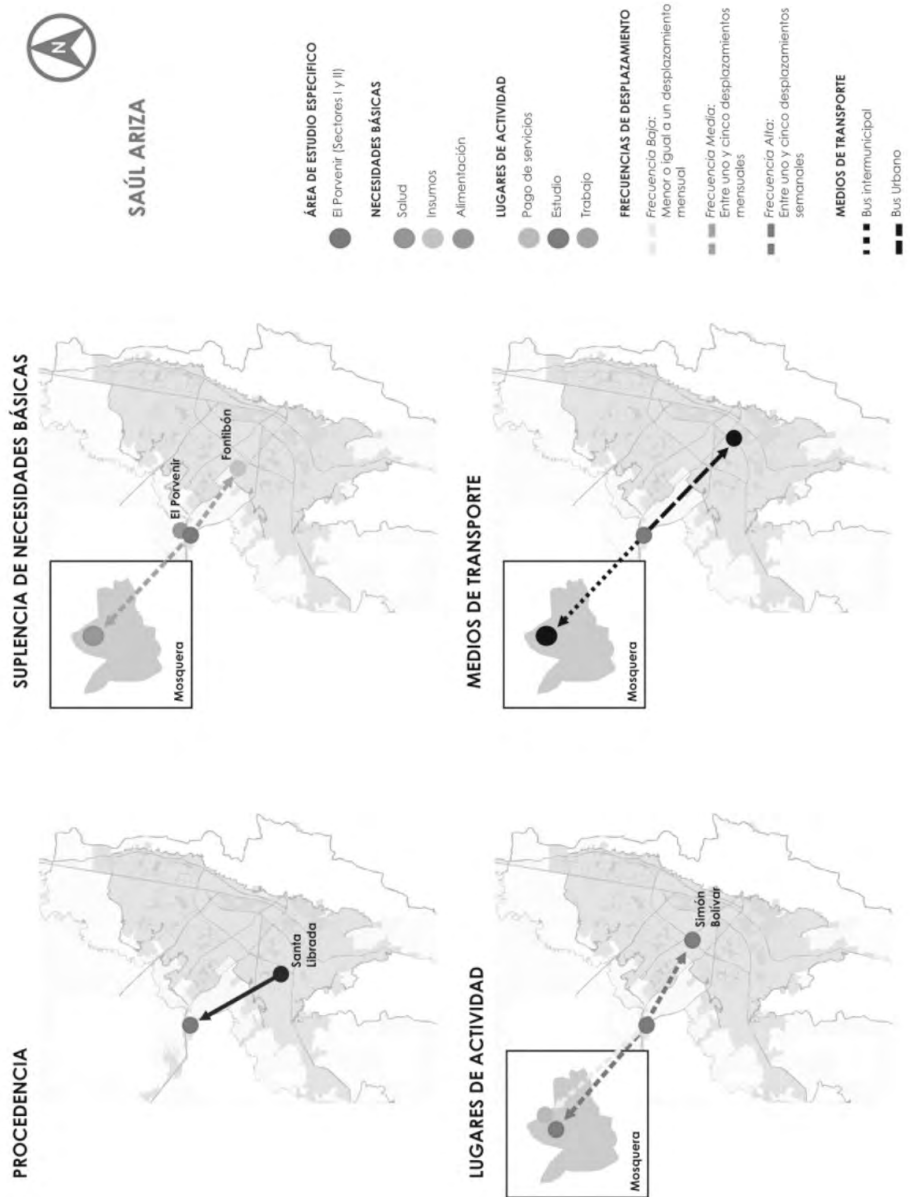 PROCEDENCIA
Santa
Librada
SUPLENCIA DE NECESIDADES BÁSICAS
Mosquera
El Porvenir
Fontibón
LUGARES DE ACTIVIDAD
Mosquera
Simón
Bolívar
MEDIOS DE TRANSPORTE
Mosquera
N
SAÚL ARIZA
ÁREA DE ESTUDIO ESPECIFICO
El Porvenir (Sectores I y II)
NECESIDADES BÁSICAS
Salud
Insumos
Alimentación
LUGARES DE ACTIVIDAD
Pago de servicios
Estudio
Trabajo
FRECUENCIAS DE DESPLAZAMIENTO
Frecuencia Baja:
Menor o igual a un desplazamiento
mensual
Frecuencia Media:
Entre uno y cinco desplazamientos
mensuales
Frecuencia Alta:
Entre uno y cinco desplazamientos
semanales
MEDIOS DE TRANSPORTE
Bus intermunicipal
Bus Urbano